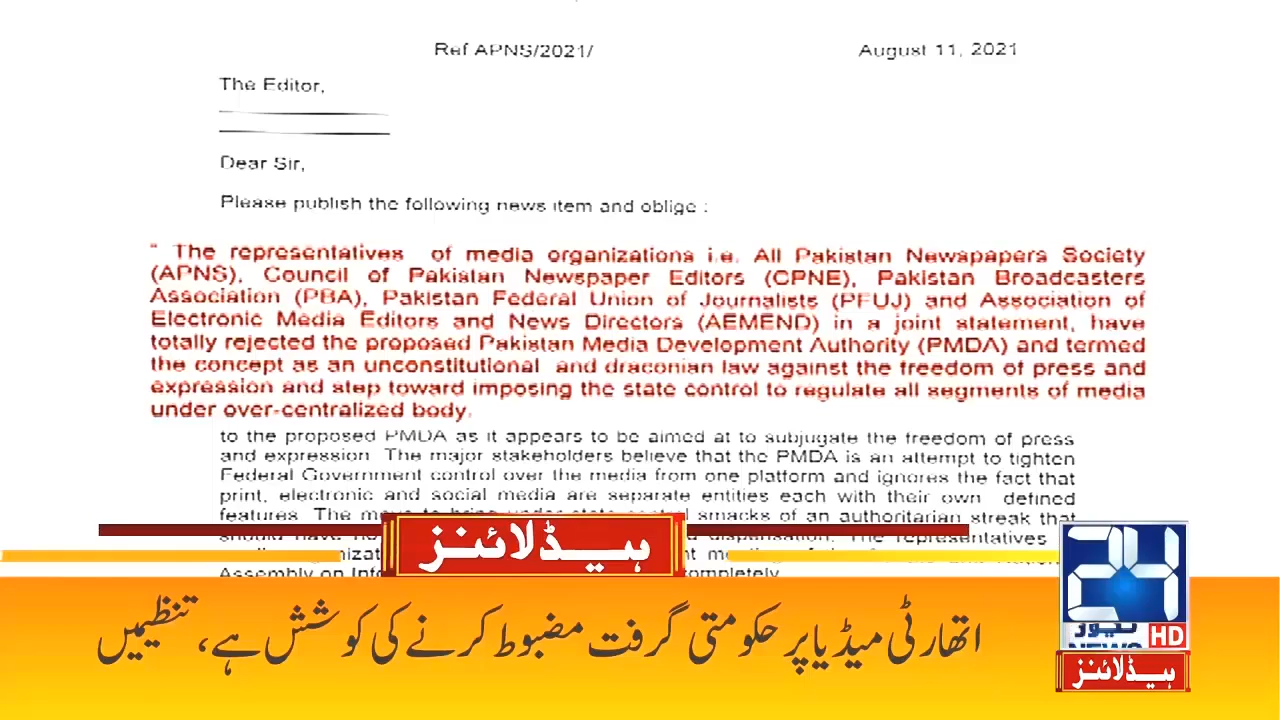 Ref APNS/2021/
August 11, 2021
The Editor,
Dear Sir,
Please publish the following news item and oblige :
" The representatives of media organizations i.e. All Pakistan Newspapers Society
(APNS), Council of Pakistan Newspaper Editors (CPNE), Pakistan Broadcasters
Association (PBA), Pakistan Federal Union of Journalists (PFUJ) and Association of
Electronic Media Editors and News Directors (AEMEND) in a joint statement, have
totally rejected the proposed Pakistan Media Development Authority (PMDA) and termed
the concept as an unconstitutional and draconian law against the freedom of press and
expression and step toward imposing the state control to regulate all segments of media
under over-centralized body.
to the proposed PMDA as it appears to be aimed at to subjugate the freedom of press
and expression. The major stakeholders believe that the PMDA is an attempt to tighten
Federal Government control over the media from one platform and ignores the fact that
print, electronic and social media are separate entities each with their own defined
features. The move to smacks of an authoritarian streak that
dispensation. The representatives
Assembly on completely
ہیڈلائنز
اتھارٹی میڈیا پر حکومتی گرفت مضبوط کرنے کی کوشش ہے، تنظیمیں
24
نیوز HD
NEWS
ہیڈلائنز